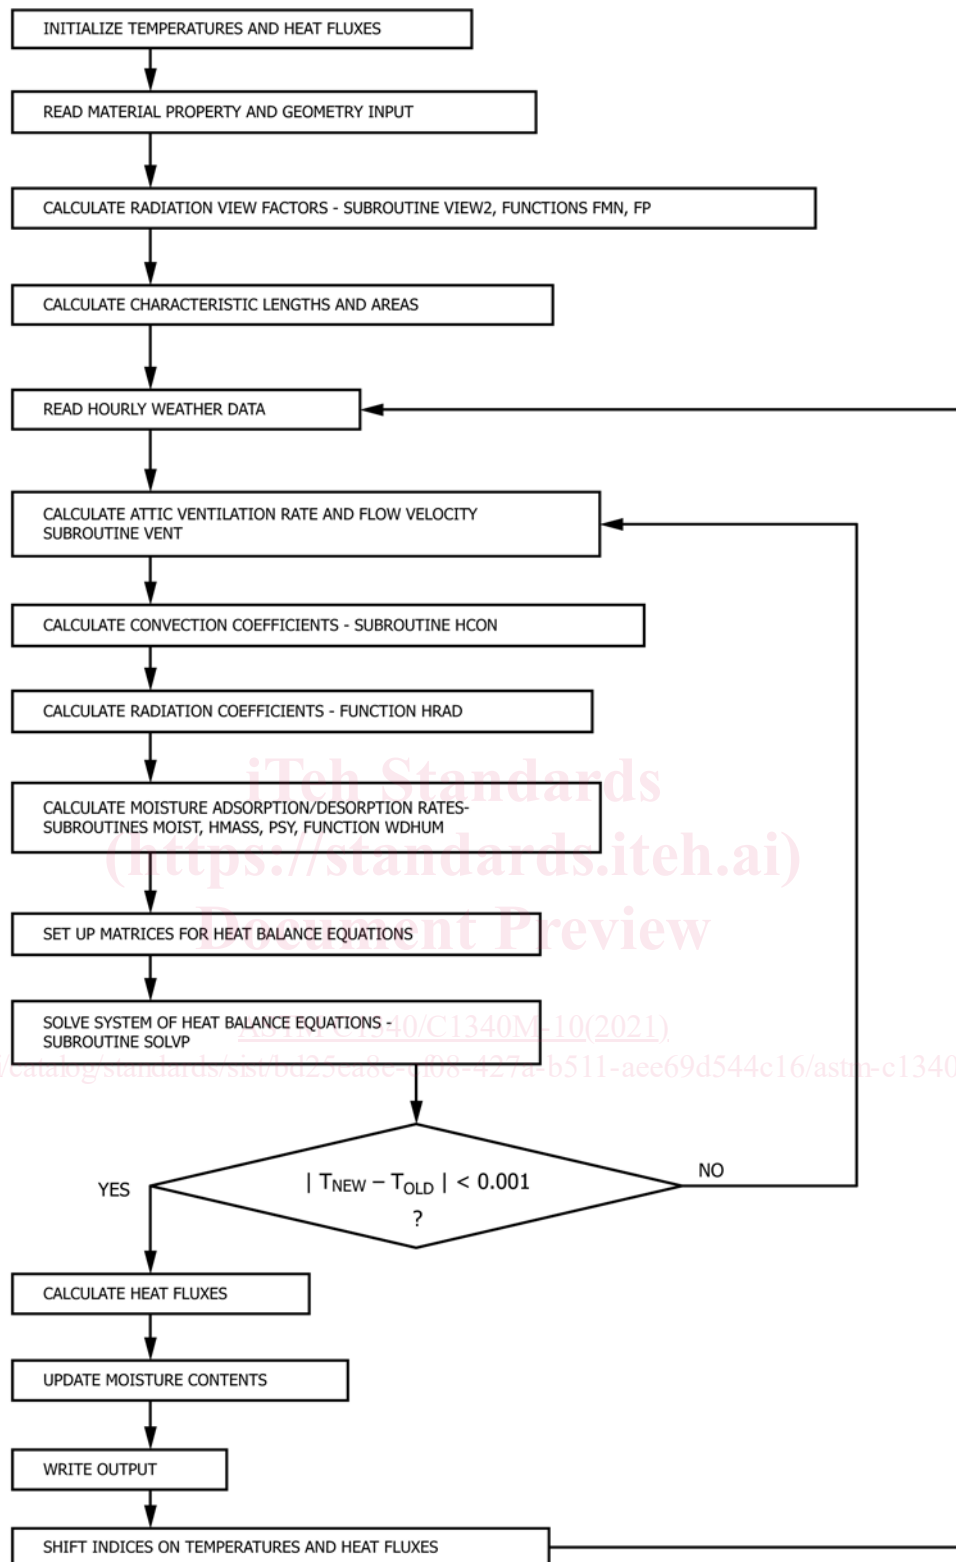 INITIALIZE TEMPERATURES AND HEAT FLUXES
READ MATERIAL PROPERTY AND GEOMETRY INPUT
CALCULATE RADIATION VIEW FACTORS - SUBROUTINE VIEW2, FUNCTIONS FMN, FP
CALCULATE CHARACTERISTIC LENGTHS AND AREAS
READ HOURLY WEATHER DATA
CALCULATE ATTIC VENTILATION RATE AND FLOW VELOCITY
SUBROUTINE VENT
CALCULATE CONVECTION COEFFICIENTS - SUBROUTINE HCON
CALCULATE RADIATION COEFFICIENTS - FUNCTION HRAD
iTeh Standards
CALCULATE MOISTURE ADSORPTION/DESORPTION RATES-
SUBROUTINES MOIST, HMASS, PSY, FUNCTION WDHUM
(https://standards.iteh.ai)
Document Preview
SET UP MATRICES FOR HEAT BALANCE EQUATIONS
SOLVE SYSTEM OF HEAT BALANCE EQUATIONS -
SUBROUTINE SOLVP
ASTM C1340/C1340M-10(2021)
/catalog/standards/sist/bd25ea8e-cf08-427a-b511-aee69d544c16/astm-c1340
| TNEW – TOLD | < 0.001
?
YES
NO
CALCULATE HEAT FLUXES
UPDATE MOISTURE CONTENTS
WRITE OUTPUT
SHIFT INDICES ON TEMPERATURES AND HEAT FLUXES